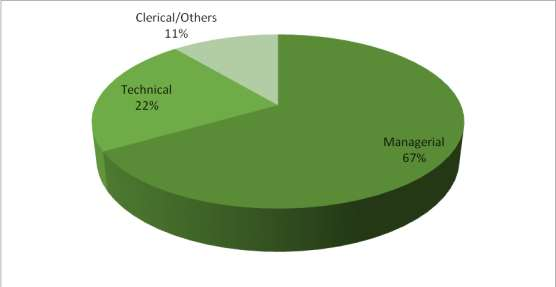 Clerical/Others
11%
Technical
22%
Managerial
67%